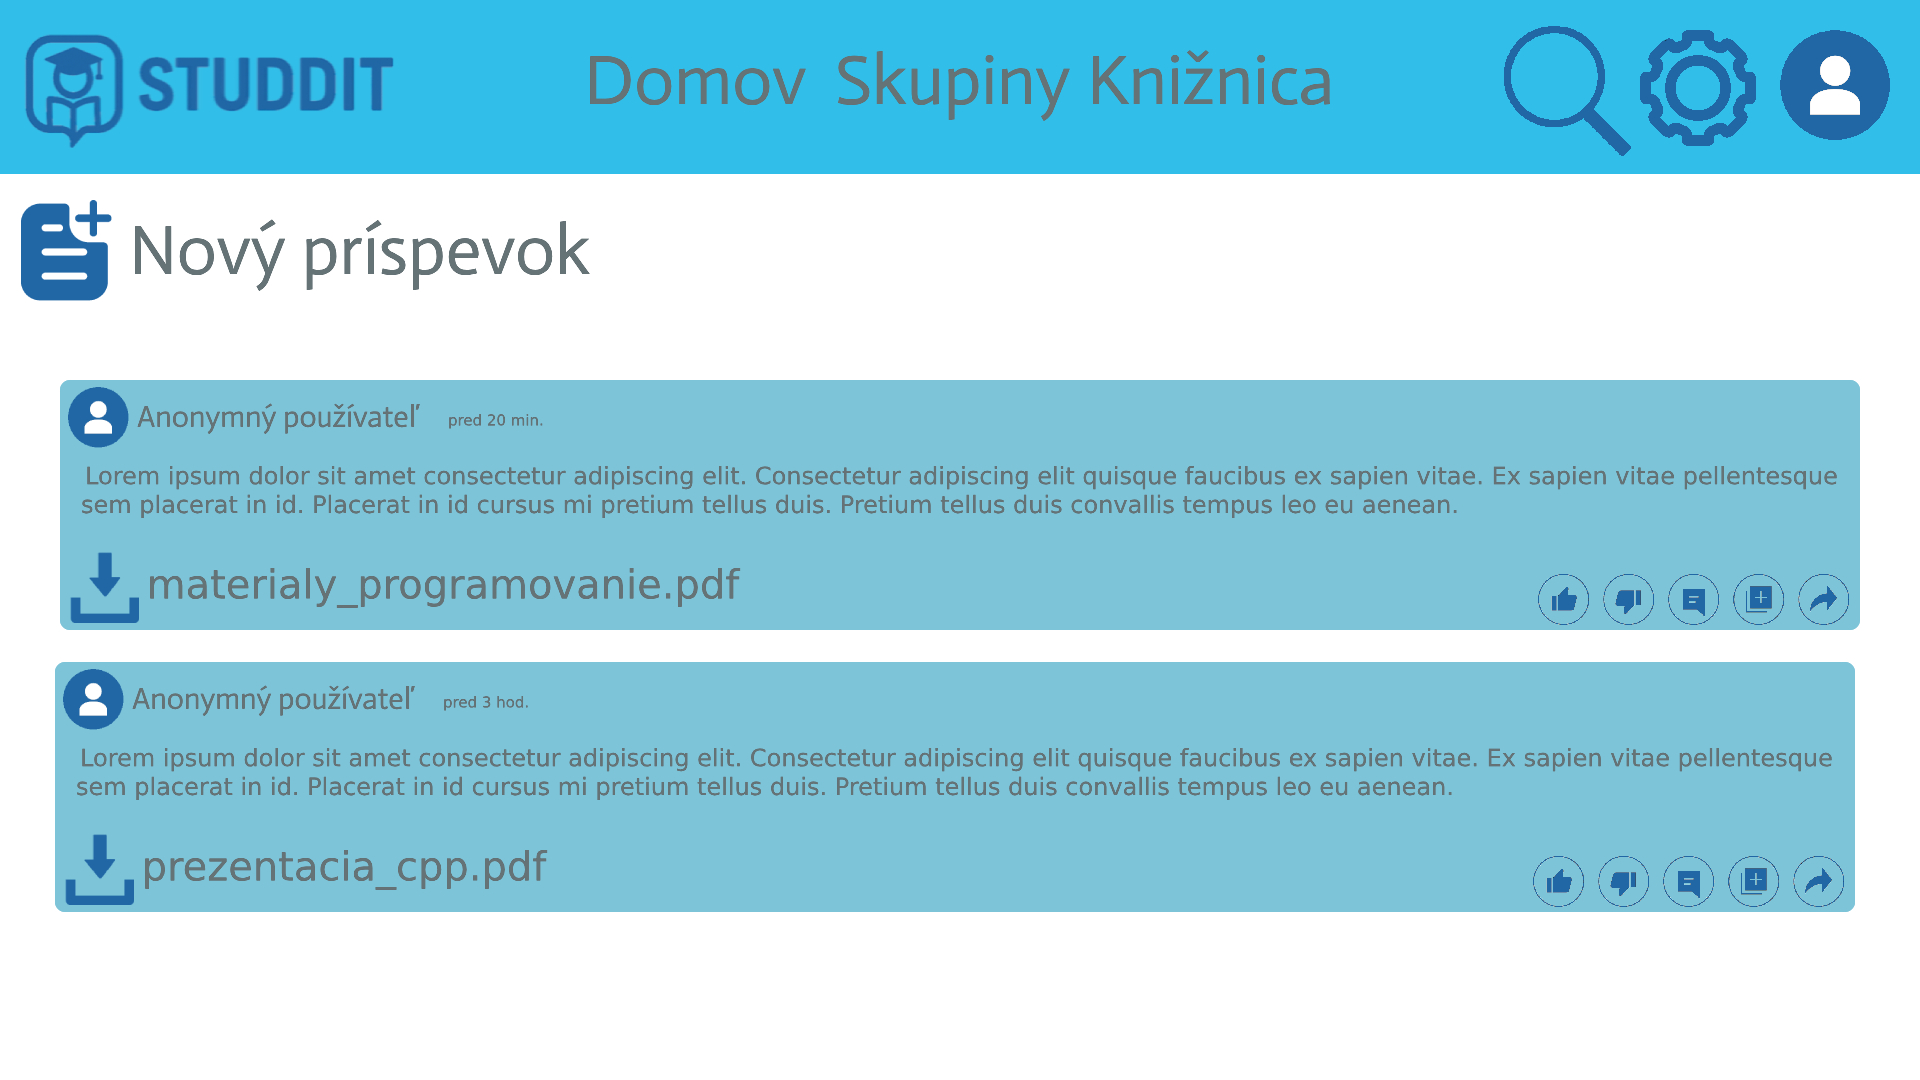 STUDDIT
Domov Skupiny Knižnica
Nový príspevok
Anonymný používateľ pred 20 min.
Lorem ipsum dolor sit amet consectetur adipiscing elit. Consectetur adipiscing elit quisque faucibus ex sapien vitae. Ex sapien vitae pellentesque
sem placerat in id. Placerat in id cursus mi pretium tellus duis. Pretium tellus duis convallis tempus leo eu aenean.
materialy_programovanie.pdf
Anonymný používateľ pred 3 hod.
Lorem ipsum dolor sit amet consectetur adipiscing elit. Consectetur adipiscing elit quisque faucibus ex sapien vitae. Ex sapien vitae pellentesque
sem placerat in id. Placerat in id cursus mi pretium tellus duis. Pretium tellus duis convallis tempus leo eu aenean.
prezentacia_cpp.pdf